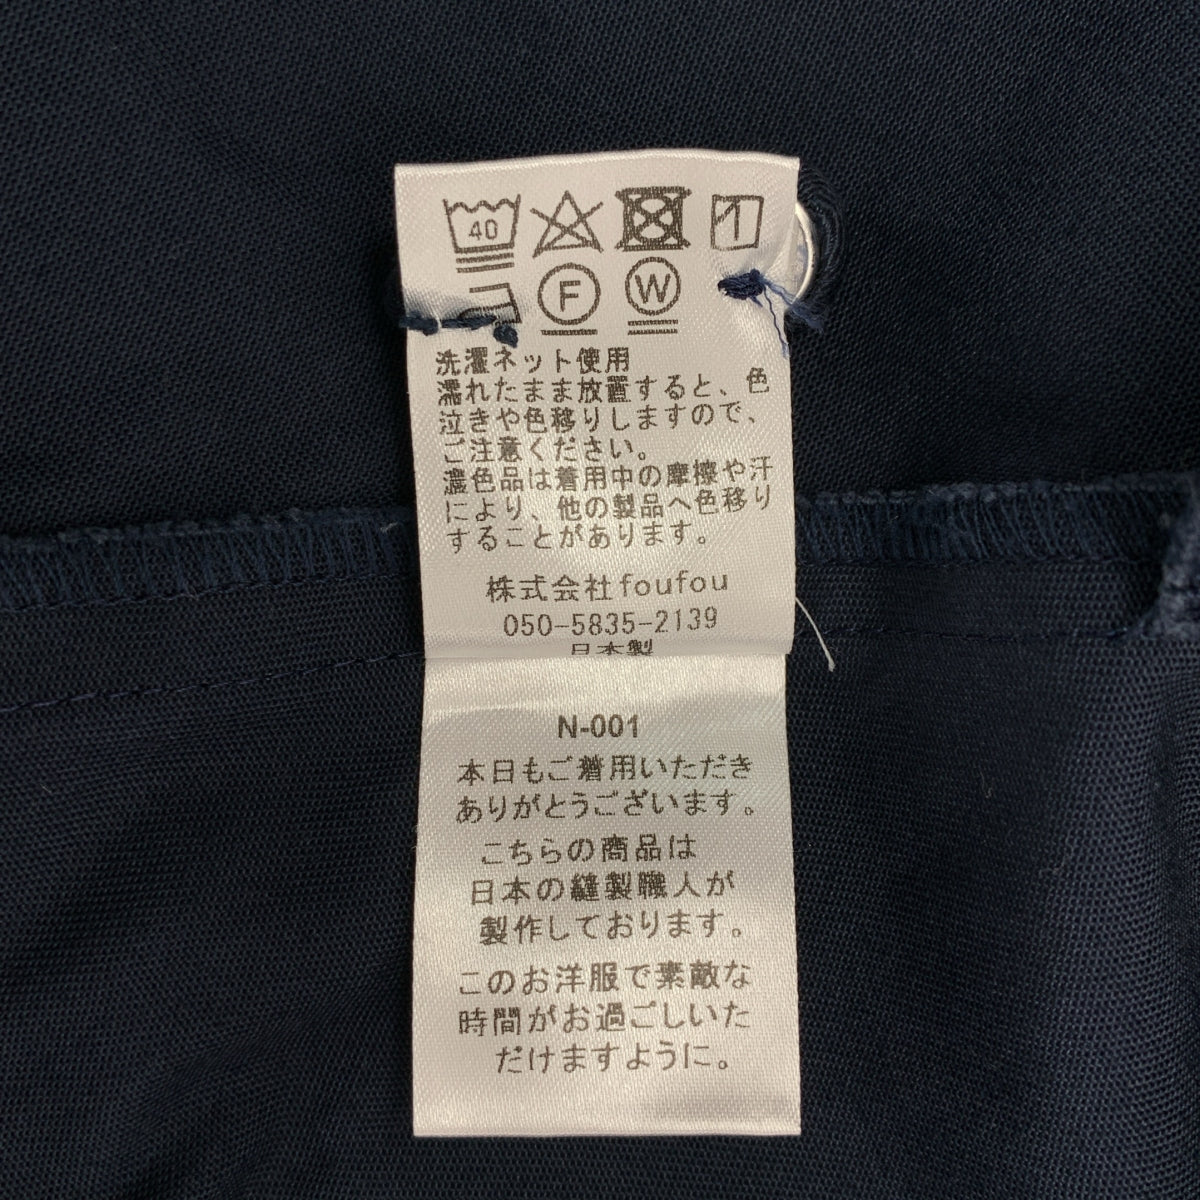 40
F W
洗濯ネット使用
濡れたまま放置すると、色
泣きや色移りしますので、
ご注意ください。
濃色品は着用中の摩擦や汗
により、他の製品へ色移り
することがあります。
株式会社foufou
050-5835-2139
日本製
N-001
本日もご着用いただき
ありがとうございます。
こちらの商品は
日本の縫製職人が
製作しております。
このお洋服で素敵な
時間がお過ごしいた
だけますように。